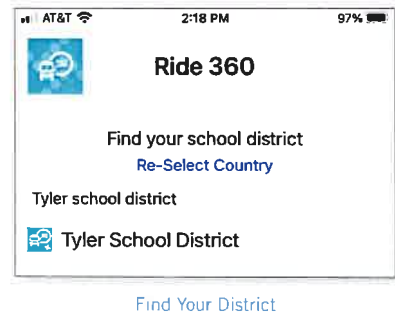 AT&T 2:18 PM 97%
Ride 360
Find your school district
Re-Select Country
Tyler school district
Tyler School District
Find Your District